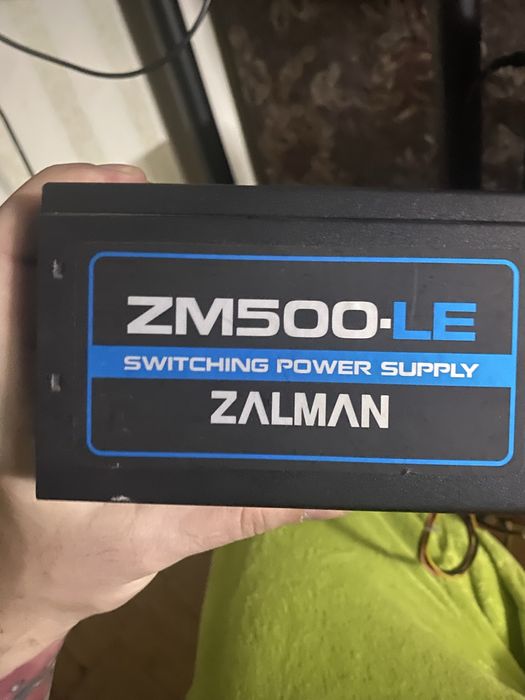 ZM500-LE
SWITCHING POWER SUPPLY
ZALMAN